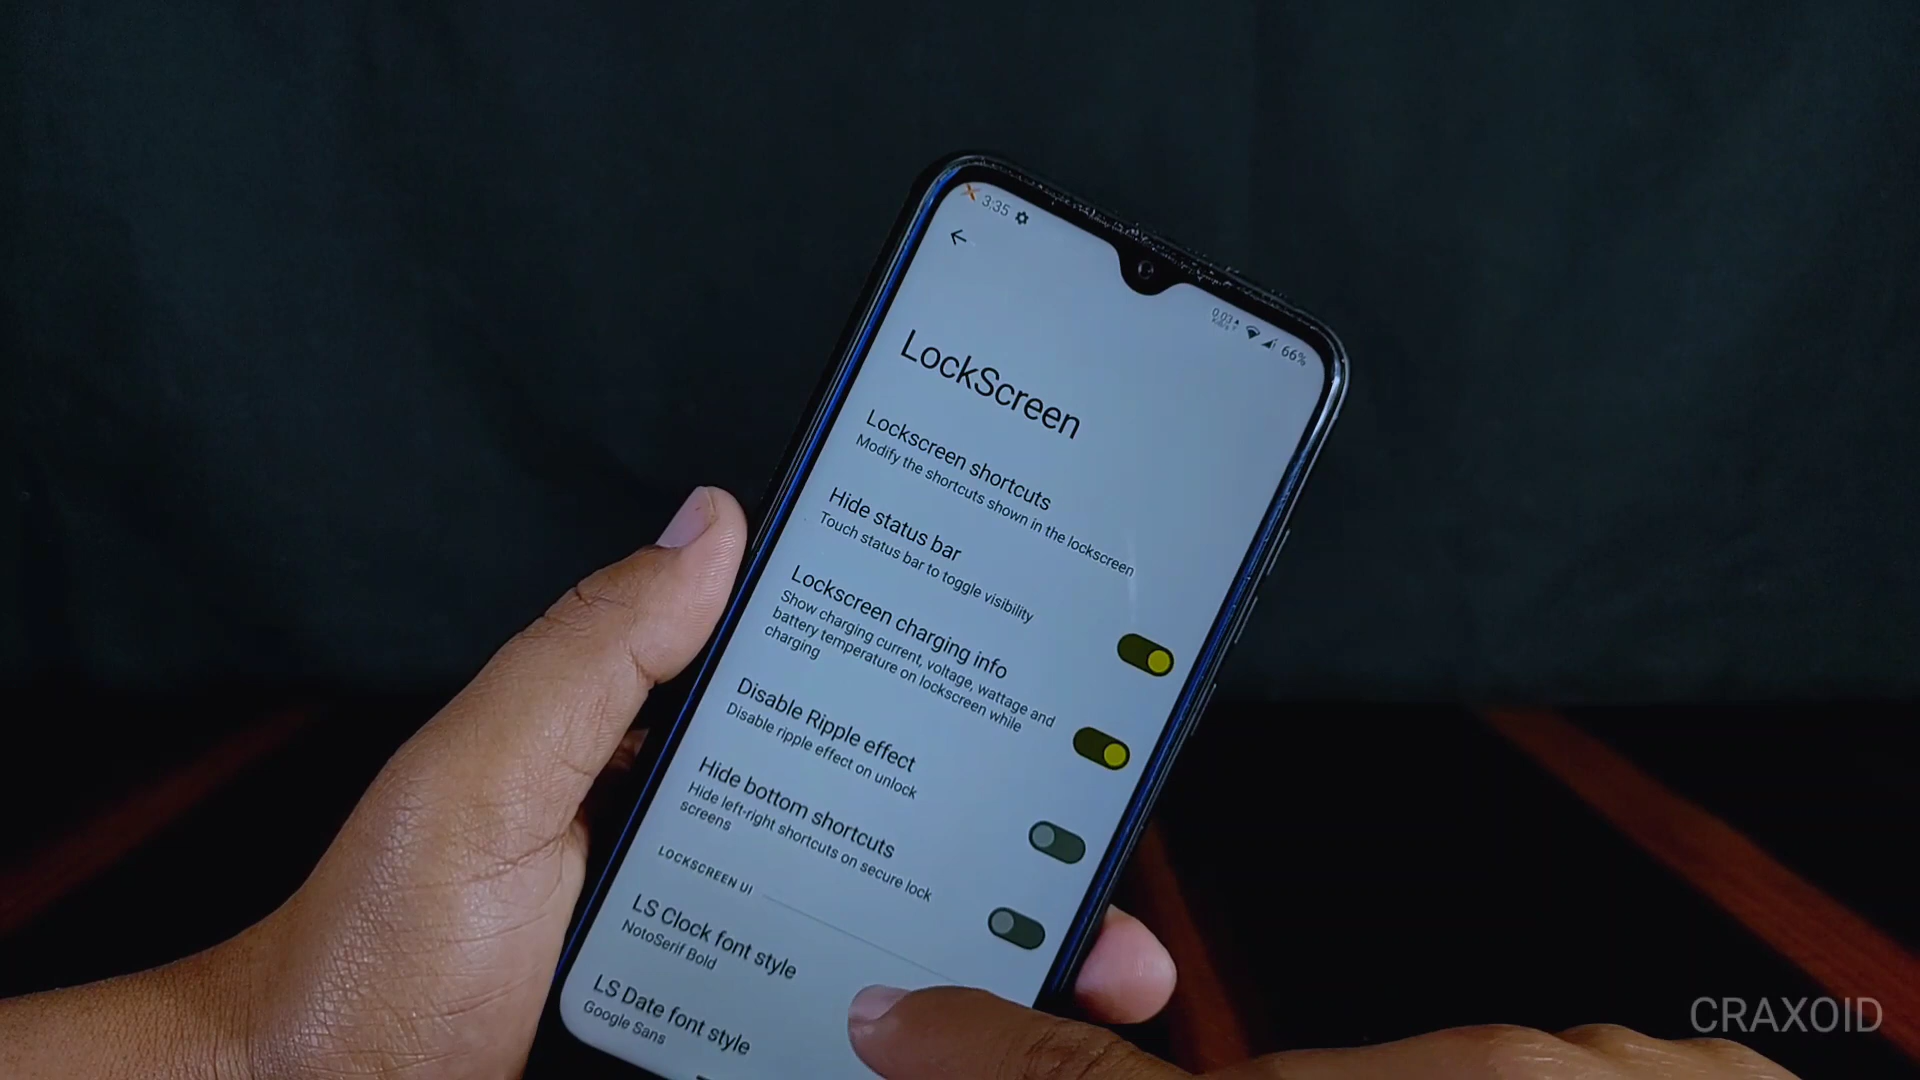 3:35
0.03
66%
LockScreen
Lockscreen shortcuts
Modify the shortcuts shown in the lockscreen
Hide status bar
Touch status bar to toggle visibility
Lockscreen charging info
Show charging current, voltage, wattage and
battery temperature on lockscreen while
charging
Disable Ripple effect
Disable ripple effect on unlock
Hide bottom shortcuts
Hide left-right shortcuts on secure lock
screens
LOCKSCREEN UI
LS Clock font style
NotoSerif Bold
LS Date font style
Google Sans
CRAXOID